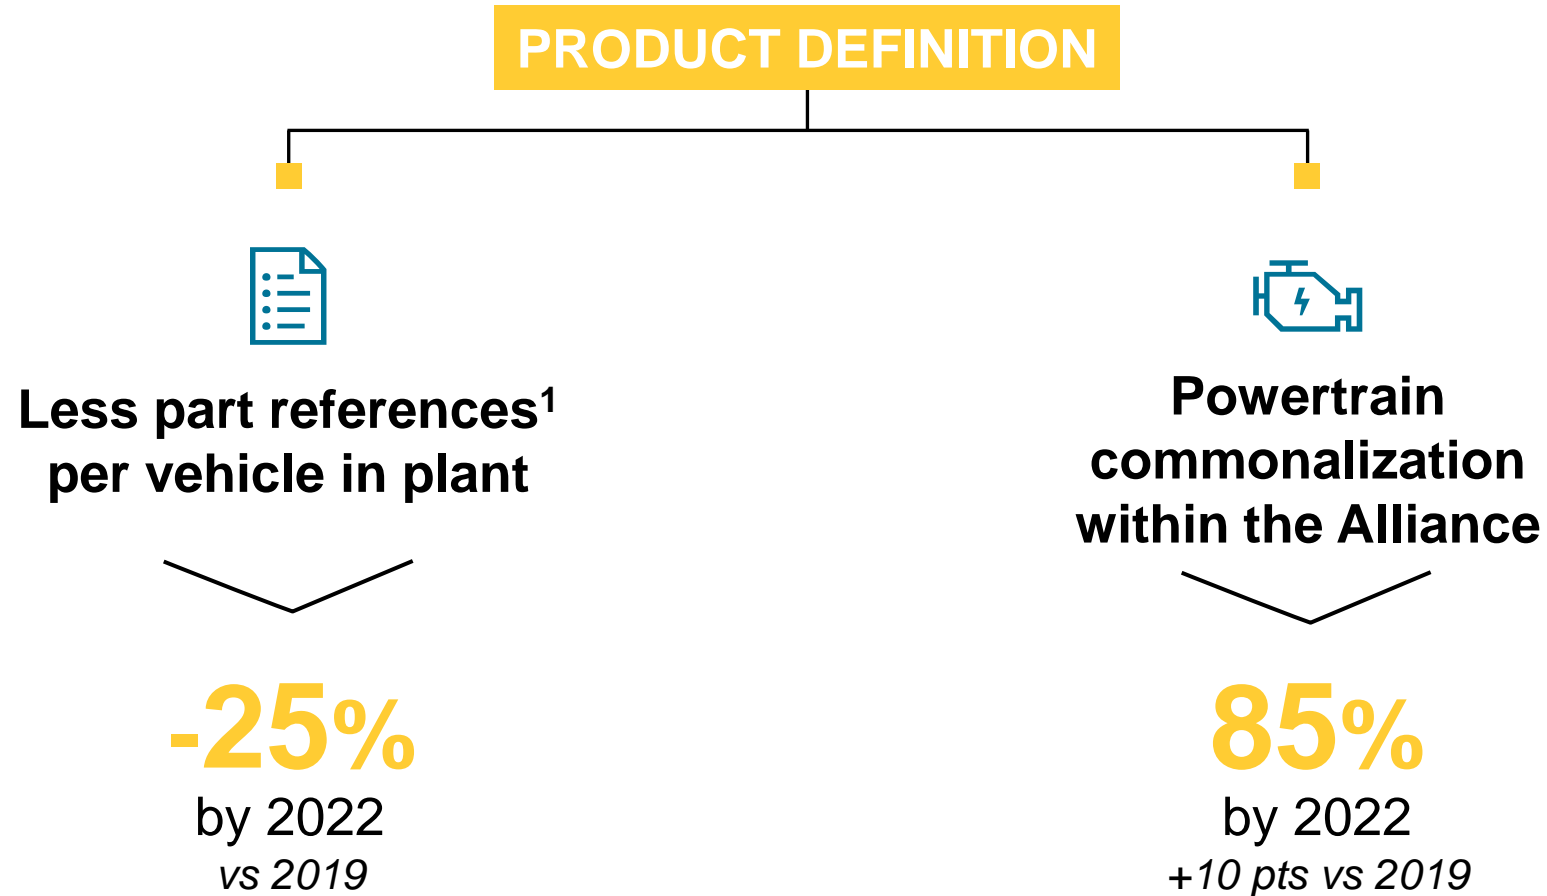 PRODUCT DEFINITION
Less part references¹
per vehicle in plant
-25%
by 2022
vs 2019
Powertrain
commonalization
within the Alliance
85%
by 2022
+10 pts vs 2019